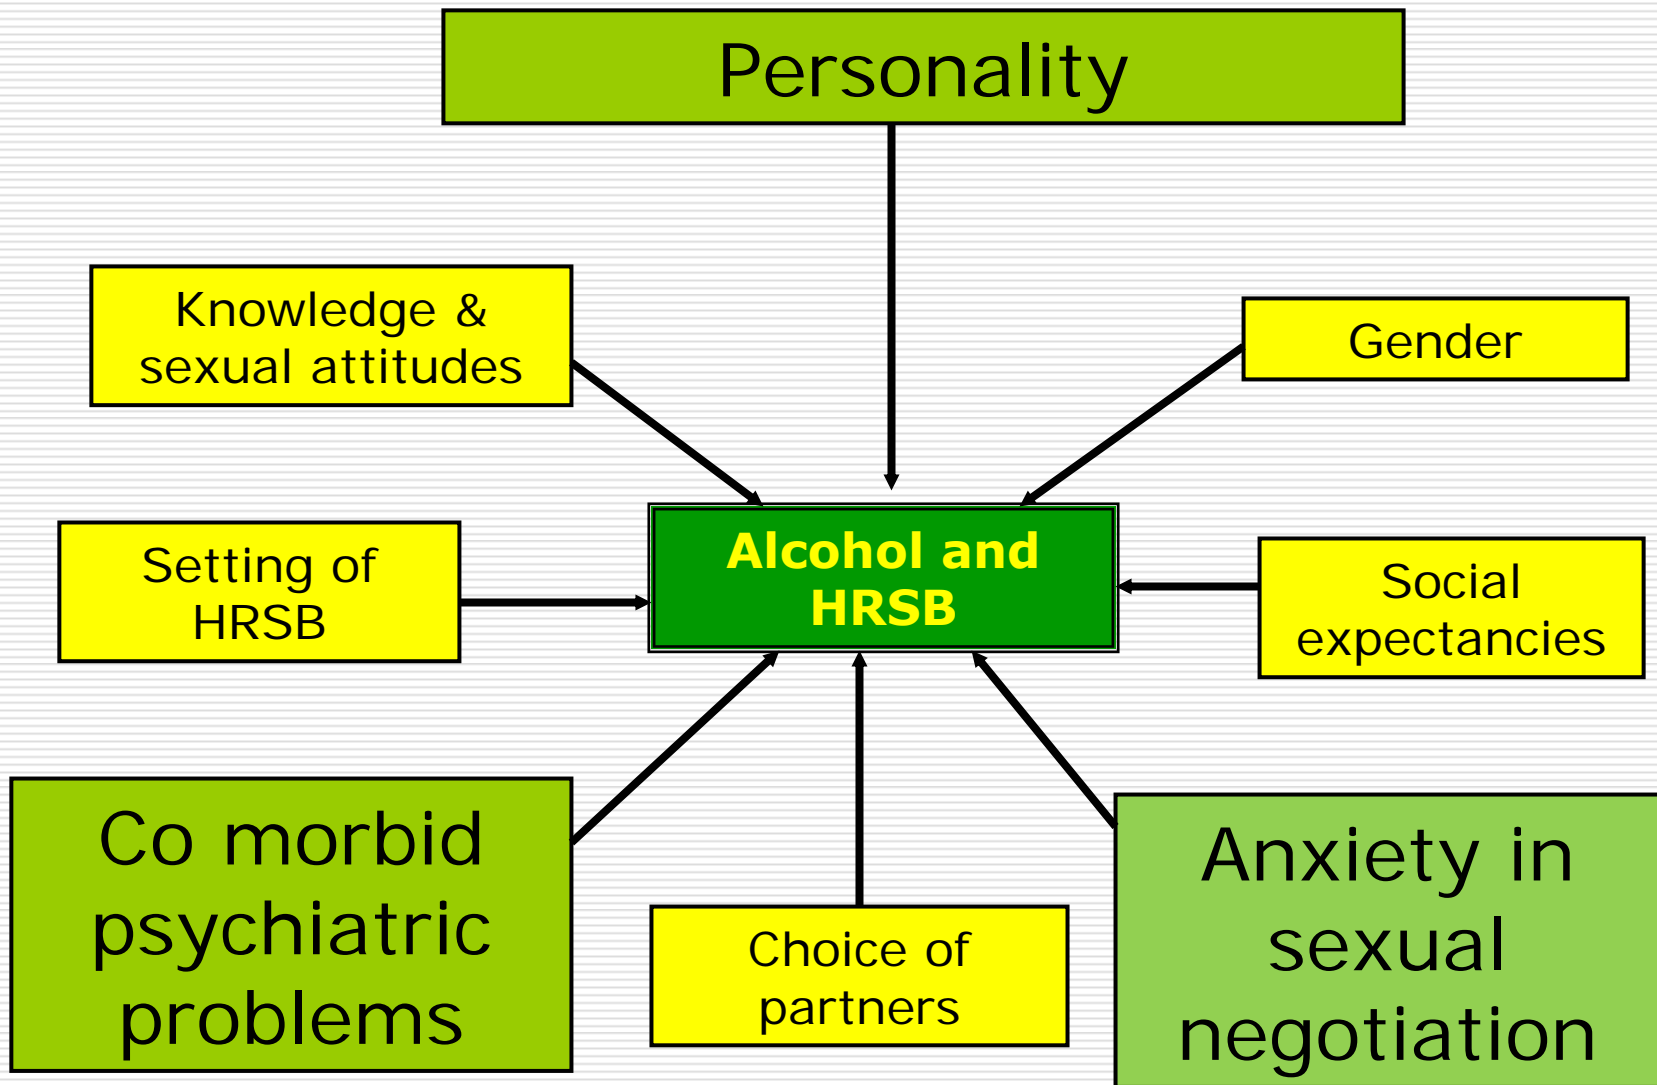 Personality
Knowledge &
sexual attitudes
Gender
Setting of
HRSB
Alcohol and
HRSB
Social
expectancies
Co morbid
psychiatric
problems
Choice of
partners
Anxiety in
sexual
negotiation